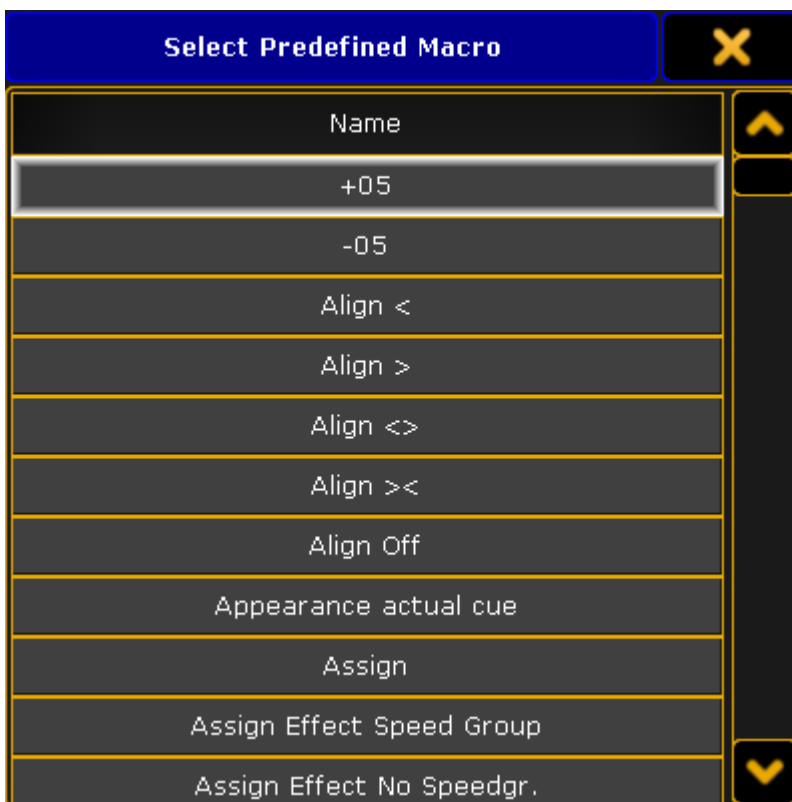 Select Predefined Macro
Name
+05
-05
Align <
Align >
Align <>
Align ><
Align Off
Appearance actual cue
Assign
Assign Effect Speed Group
Assign Effect No Speedgr.